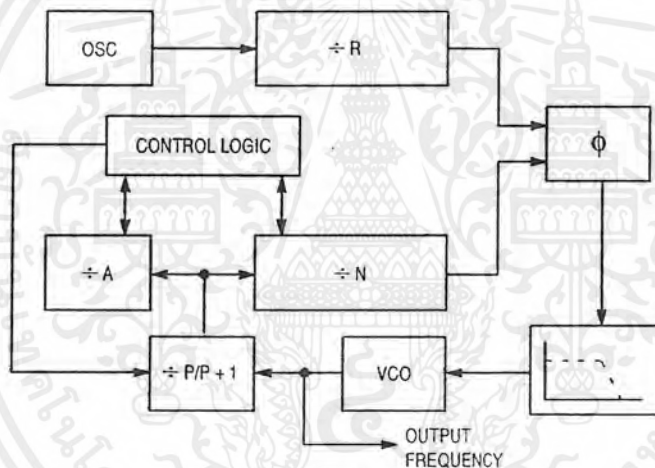 OSC
÷ R
CONTROL LOGIC
ϕ
÷ A
÷ N
÷ P/P + 1
VCO
OUTPUT
FREQUENCY